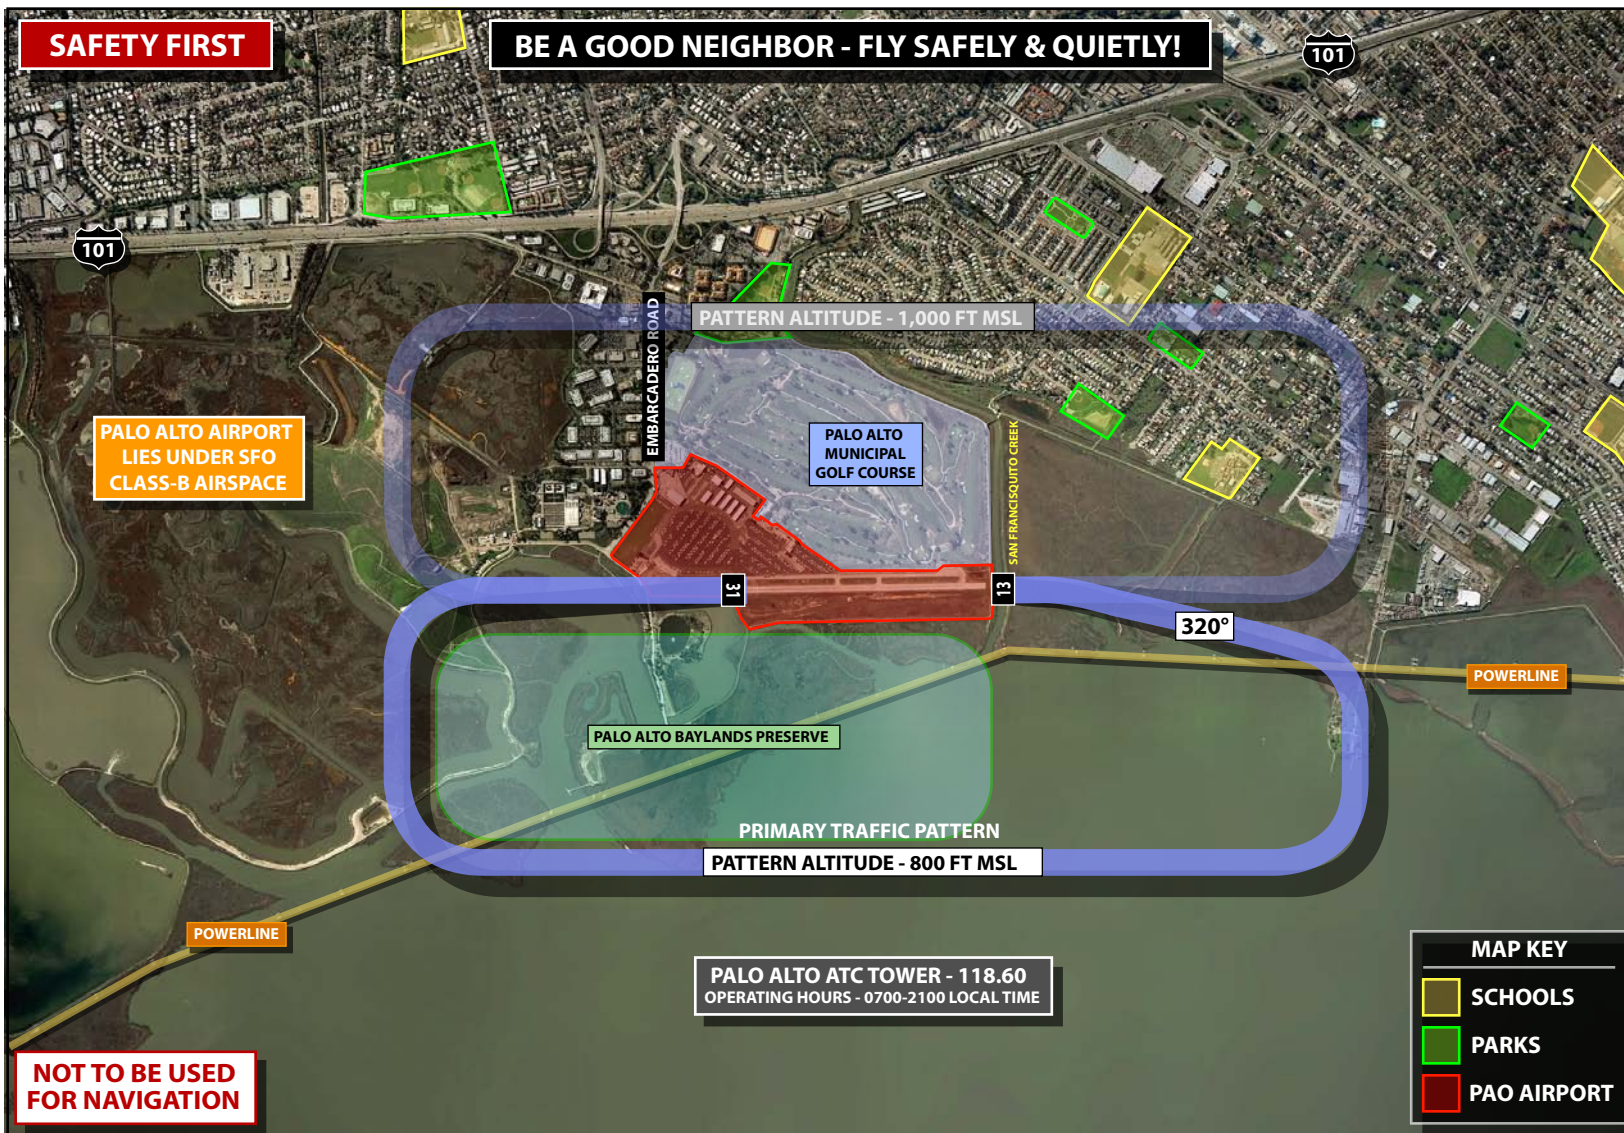 SAFETY FIRST
BE A GOOD NEIGHBOR - FLY SAFELY & QUIETLY!
101
101
EMBARCADERO ROAD
PATTERN ALTITUDE - 1,000 FT MSL
PALO ALTO AIRPORT
LIES UNDER SFO
CLASS-B AIRSPACE
PALO ALTO
MUNICIPAL
GOLF COURSE
SAN FRANCISQUITO CREEK
31
13
320°
POWERLINE
PALO ALTO BAYLANDS PRESERVE
PRIMARY TRAFFIC PATTERN
PATTERN ALTITUDE - 800 FT MSL
POWERLINE
PALO ALTO ATC TOWER - 118.60
OPERATING HOURS - 0700-2100 LOCAL TIME
NOT TO BE USED
FOR NAVIGATION
MAP KEY
SCHOOLS
PARKS
PAO AIRPORT